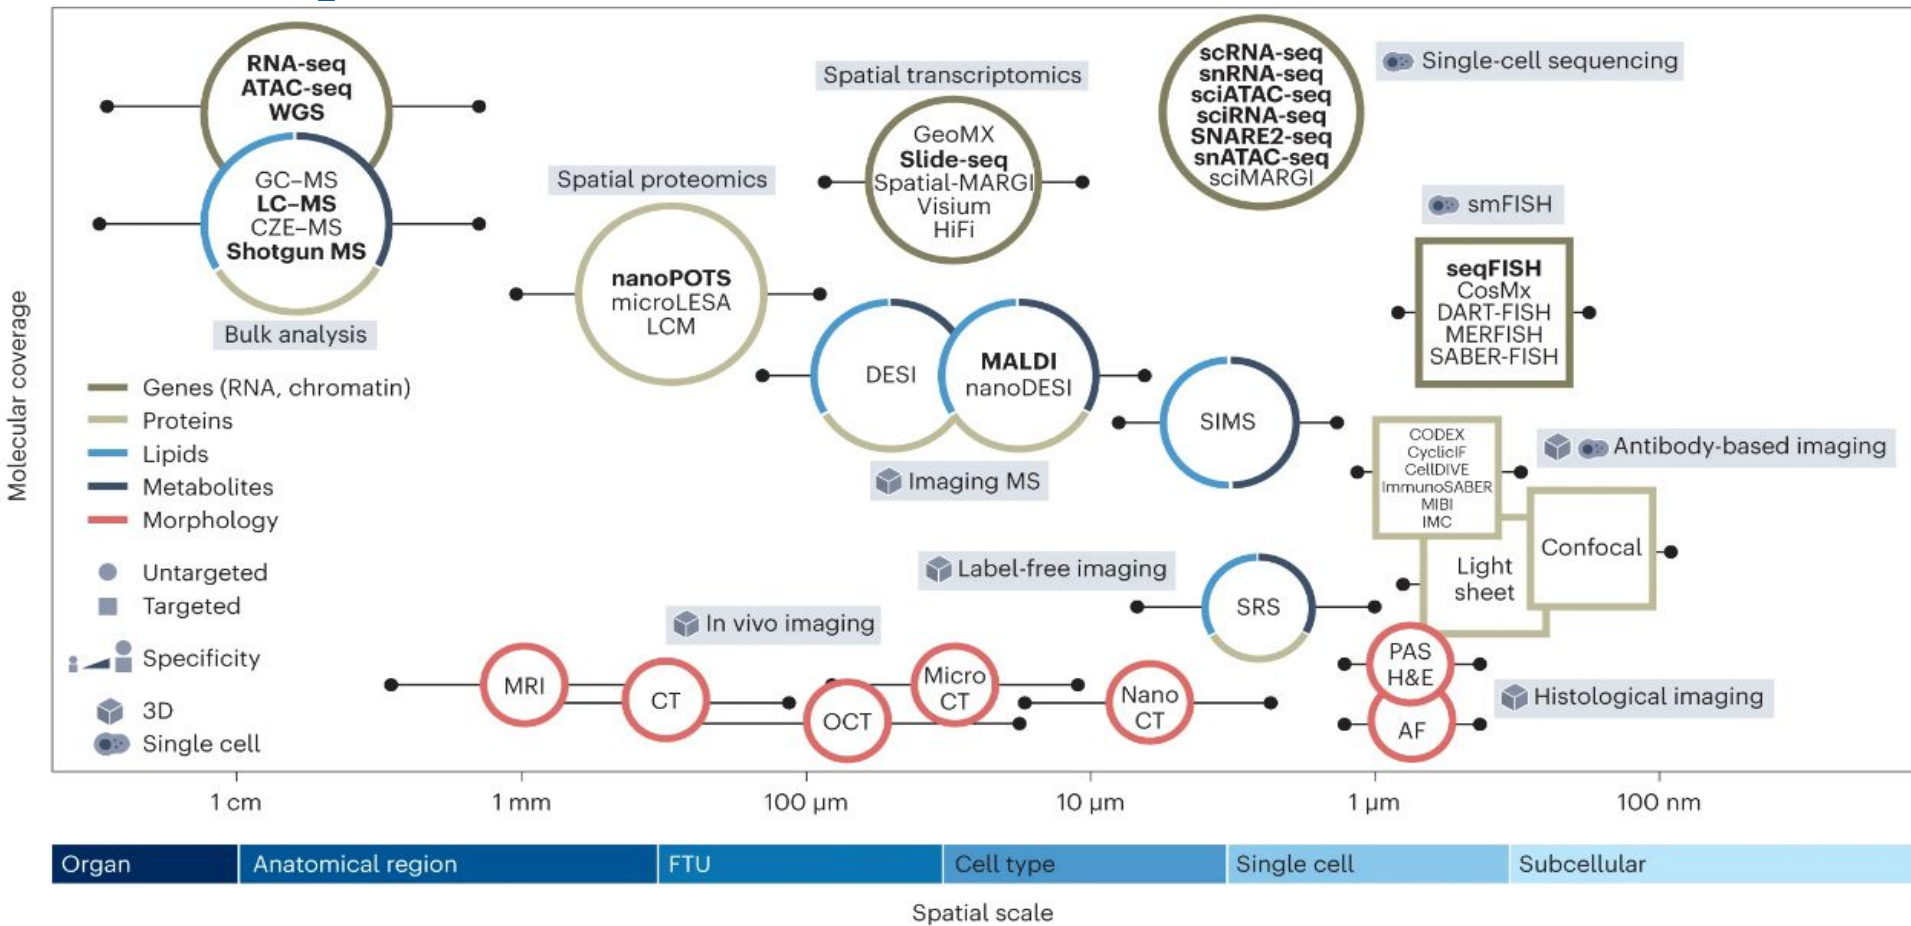 RNA-seq
ATAC-seq
WGS
GC–MS
LC–MS
CZE–MS
Shotgun MS
Bulk analysis
Spatial proteomics
nanoPOTS
microLESA
LCM
Spatial transcriptomics
GeoMX
Slide-seq
Spatial-MARGI
Visium
HiFi
scRNA-seq
snRNA-seq
sciATAC-seq
sciRNA-seq
SNARE2-seq
snATAC-seq
sciMARGI
Single-cell sequencing
smFISH
seqFISH
CosMx
DART-FISH
MERFISH
SABER-FISH
DESI
MALDI
nanoDESI
Imaging MS
SIMS
CODEX
CyclicIF
CellDIVE
ImmunoSABER
MIBI
IMC
Antibody-based imaging
Confocal
Light
sheet
Label-free imaging
SRS
In vivo imaging
MRI
CT
OCT
Micro
CT
Nano
CT
PAS
H&E
AF
Histological imaging
Molecular coverage
Genes (RNA, chromatin)
Proteins
Lipids
Metabolites
Morphology
Untargeted
Targeted
Specificity
3D
Single cell
1 cm
1 mm
100 µm
10 µm
1 µm
100 nm
Organ
Anatomical region
FTU
Cell type
Single cell
Subcellular
Spatial scale